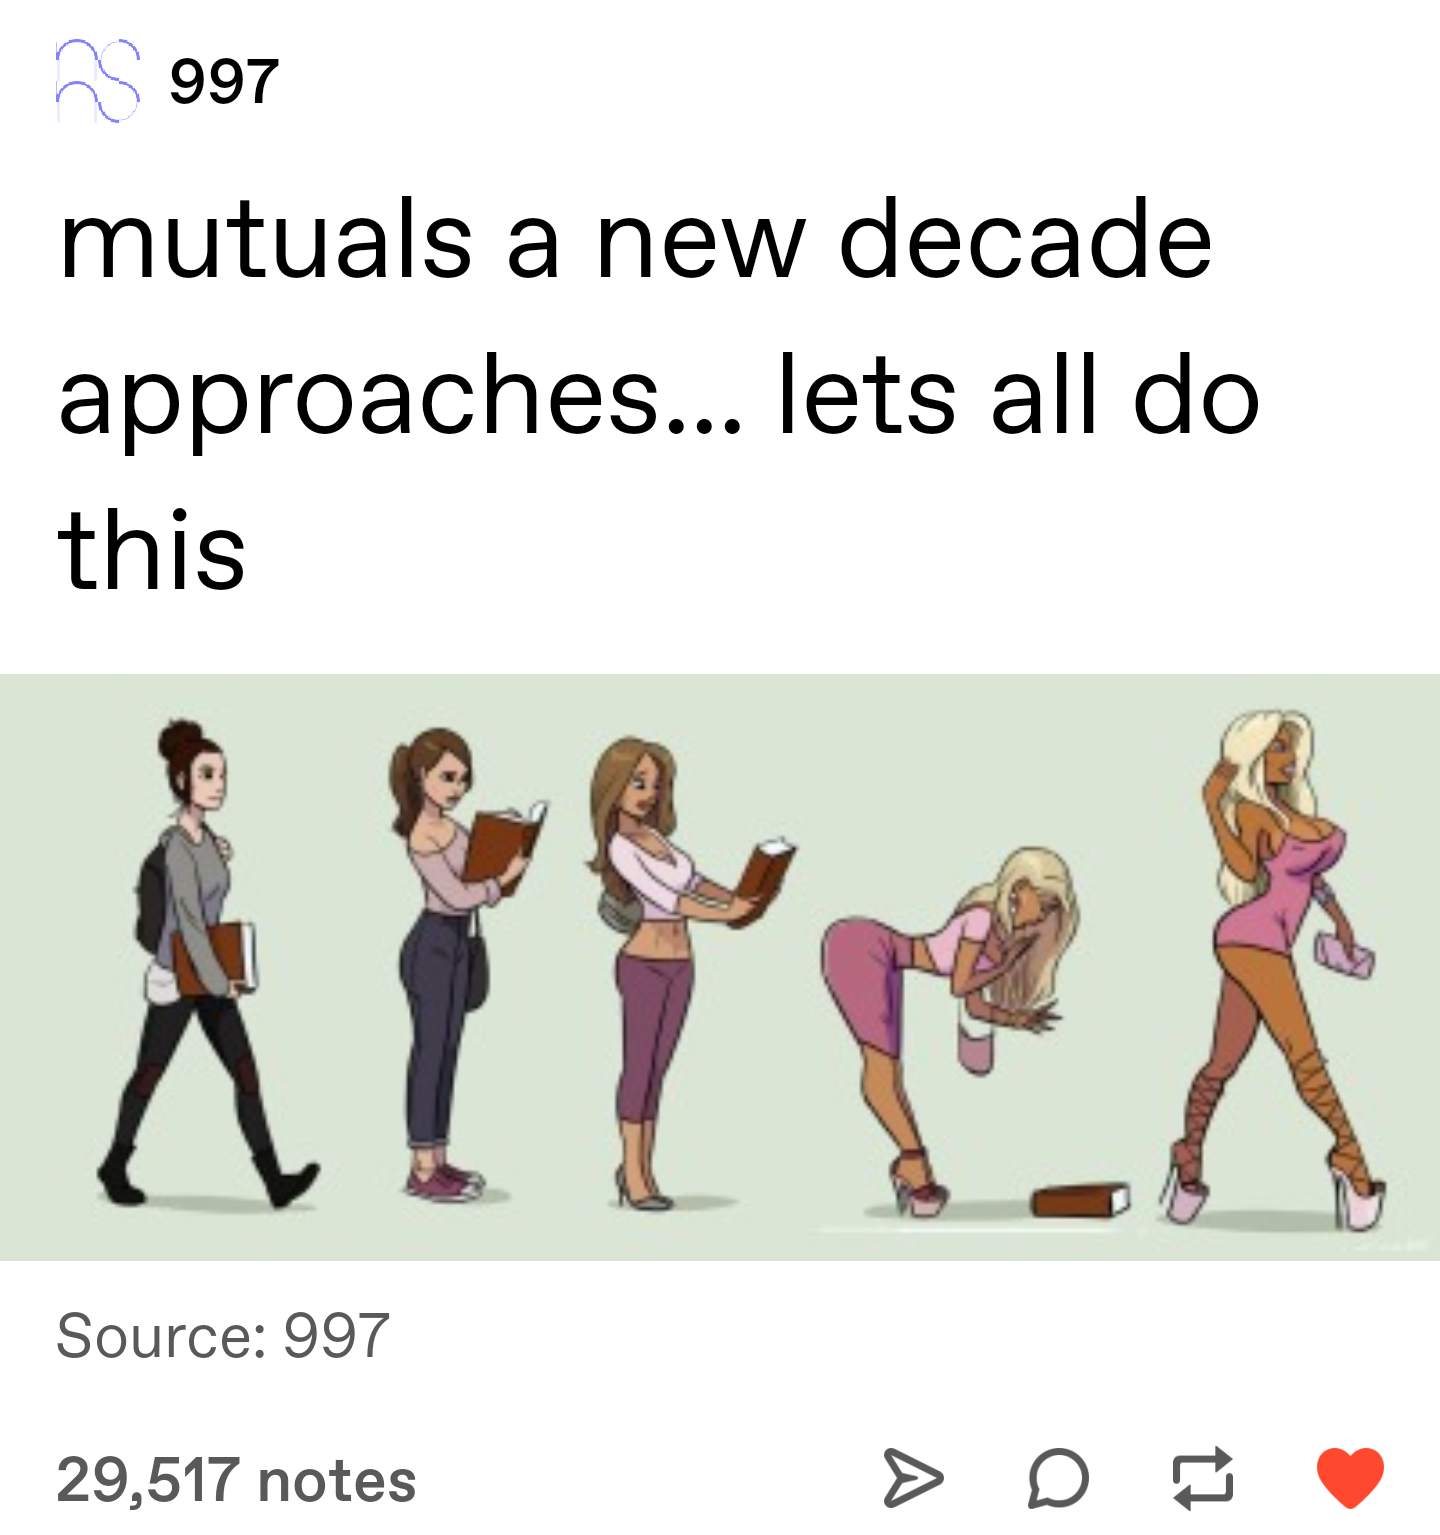 997
mutuals a new decade
approaches... lets all do
this
Source: 997
29,517 notes